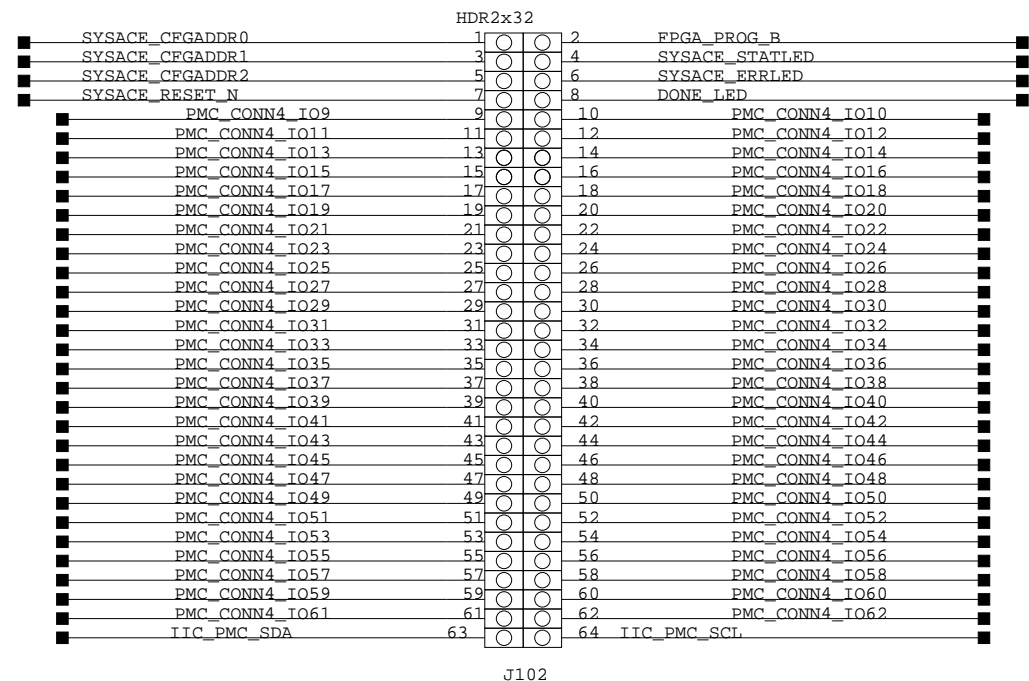 HDR2x32
SYSACE_CFGADDR0 1 2 FPGA_PROG_B
SYSACE_CFGADDR1 3 4 SYSACE_STATLED
SYSACE_CFGADDR2 5 6 SYSACE_ERRLED
SYSACE_RESET_N 7 8 DONE_LED
PMC_CONN4_IO9 9 10 PMC_CONN4_IO10
PMC_CONN4_IO11 11 12 PMC_CONN4_IO12
PMC_CONN4_IO13 13 14 PMC_CONN4_IO14
PMC_CONN4_IO15 15 16 PMC_CONN4_IO16
PMC_CONN4_IO17 17 18 PMC_CONN4_IO18
PMC_CONN4_IO19 19 20 PMC_CONN4_IO20
PMC_CONN4_IO21 21 22 PMC_CONN4_IO22
PMC_CONN4_IO23 23 24 PMC_CONN4_IO24
PMC_CONN4_IO25 25 26 PMC_CONN4_IO26
PMC_CONN4_IO27 27 28 PMC_CONN4_IO28
PMC_CONN4_IO29 29 30 PMC_CONN4_IO30
PMC_CONN4_IO31 31 32 PMC_CONN4_IO32
PMC_CONN4_IO33 33 34 PMC_CONN4_IO34
PMC_CONN4_IO35 35 36 PMC_CONN4_IO36
PMC_CONN4_IO37 37 38 PMC_CONN4_IO38
PMC_CONN4_IO39 39 40 PMC_CONN4_IO40
PMC_CONN4_IO41 41 42 PMC_CONN4_IO42
PMC_CONN4_IO43 43 44 PMC_CONN4_IO44
PMC_CONN4_IO45 45 46 PMC_CONN4_IO46
PMC_CONN4_IO47 47 48 PMC_CONN4_IO48
PMC_CONN4_IO49 49 50 PMC_CONN4_IO50
PMC_CONN4_IO51 51 52 PMC_CONN4_IO52
PMC_CONN4_IO53 53 54 PMC_CONN4_IO54
PMC_CONN4_IO55 55 56 PMC_CONN4_IO56
PMC_CONN4_IO57 57 58 PMC_CONN4_IO58
PMC_CONN4_IO59 59 60 PMC_CONN4_IO60
PMC_CONN4_IO61 61 62 PMC_CONN4_IO62
IIC_PMC_SDA 63 64 IIC_PMC_SCL
J102